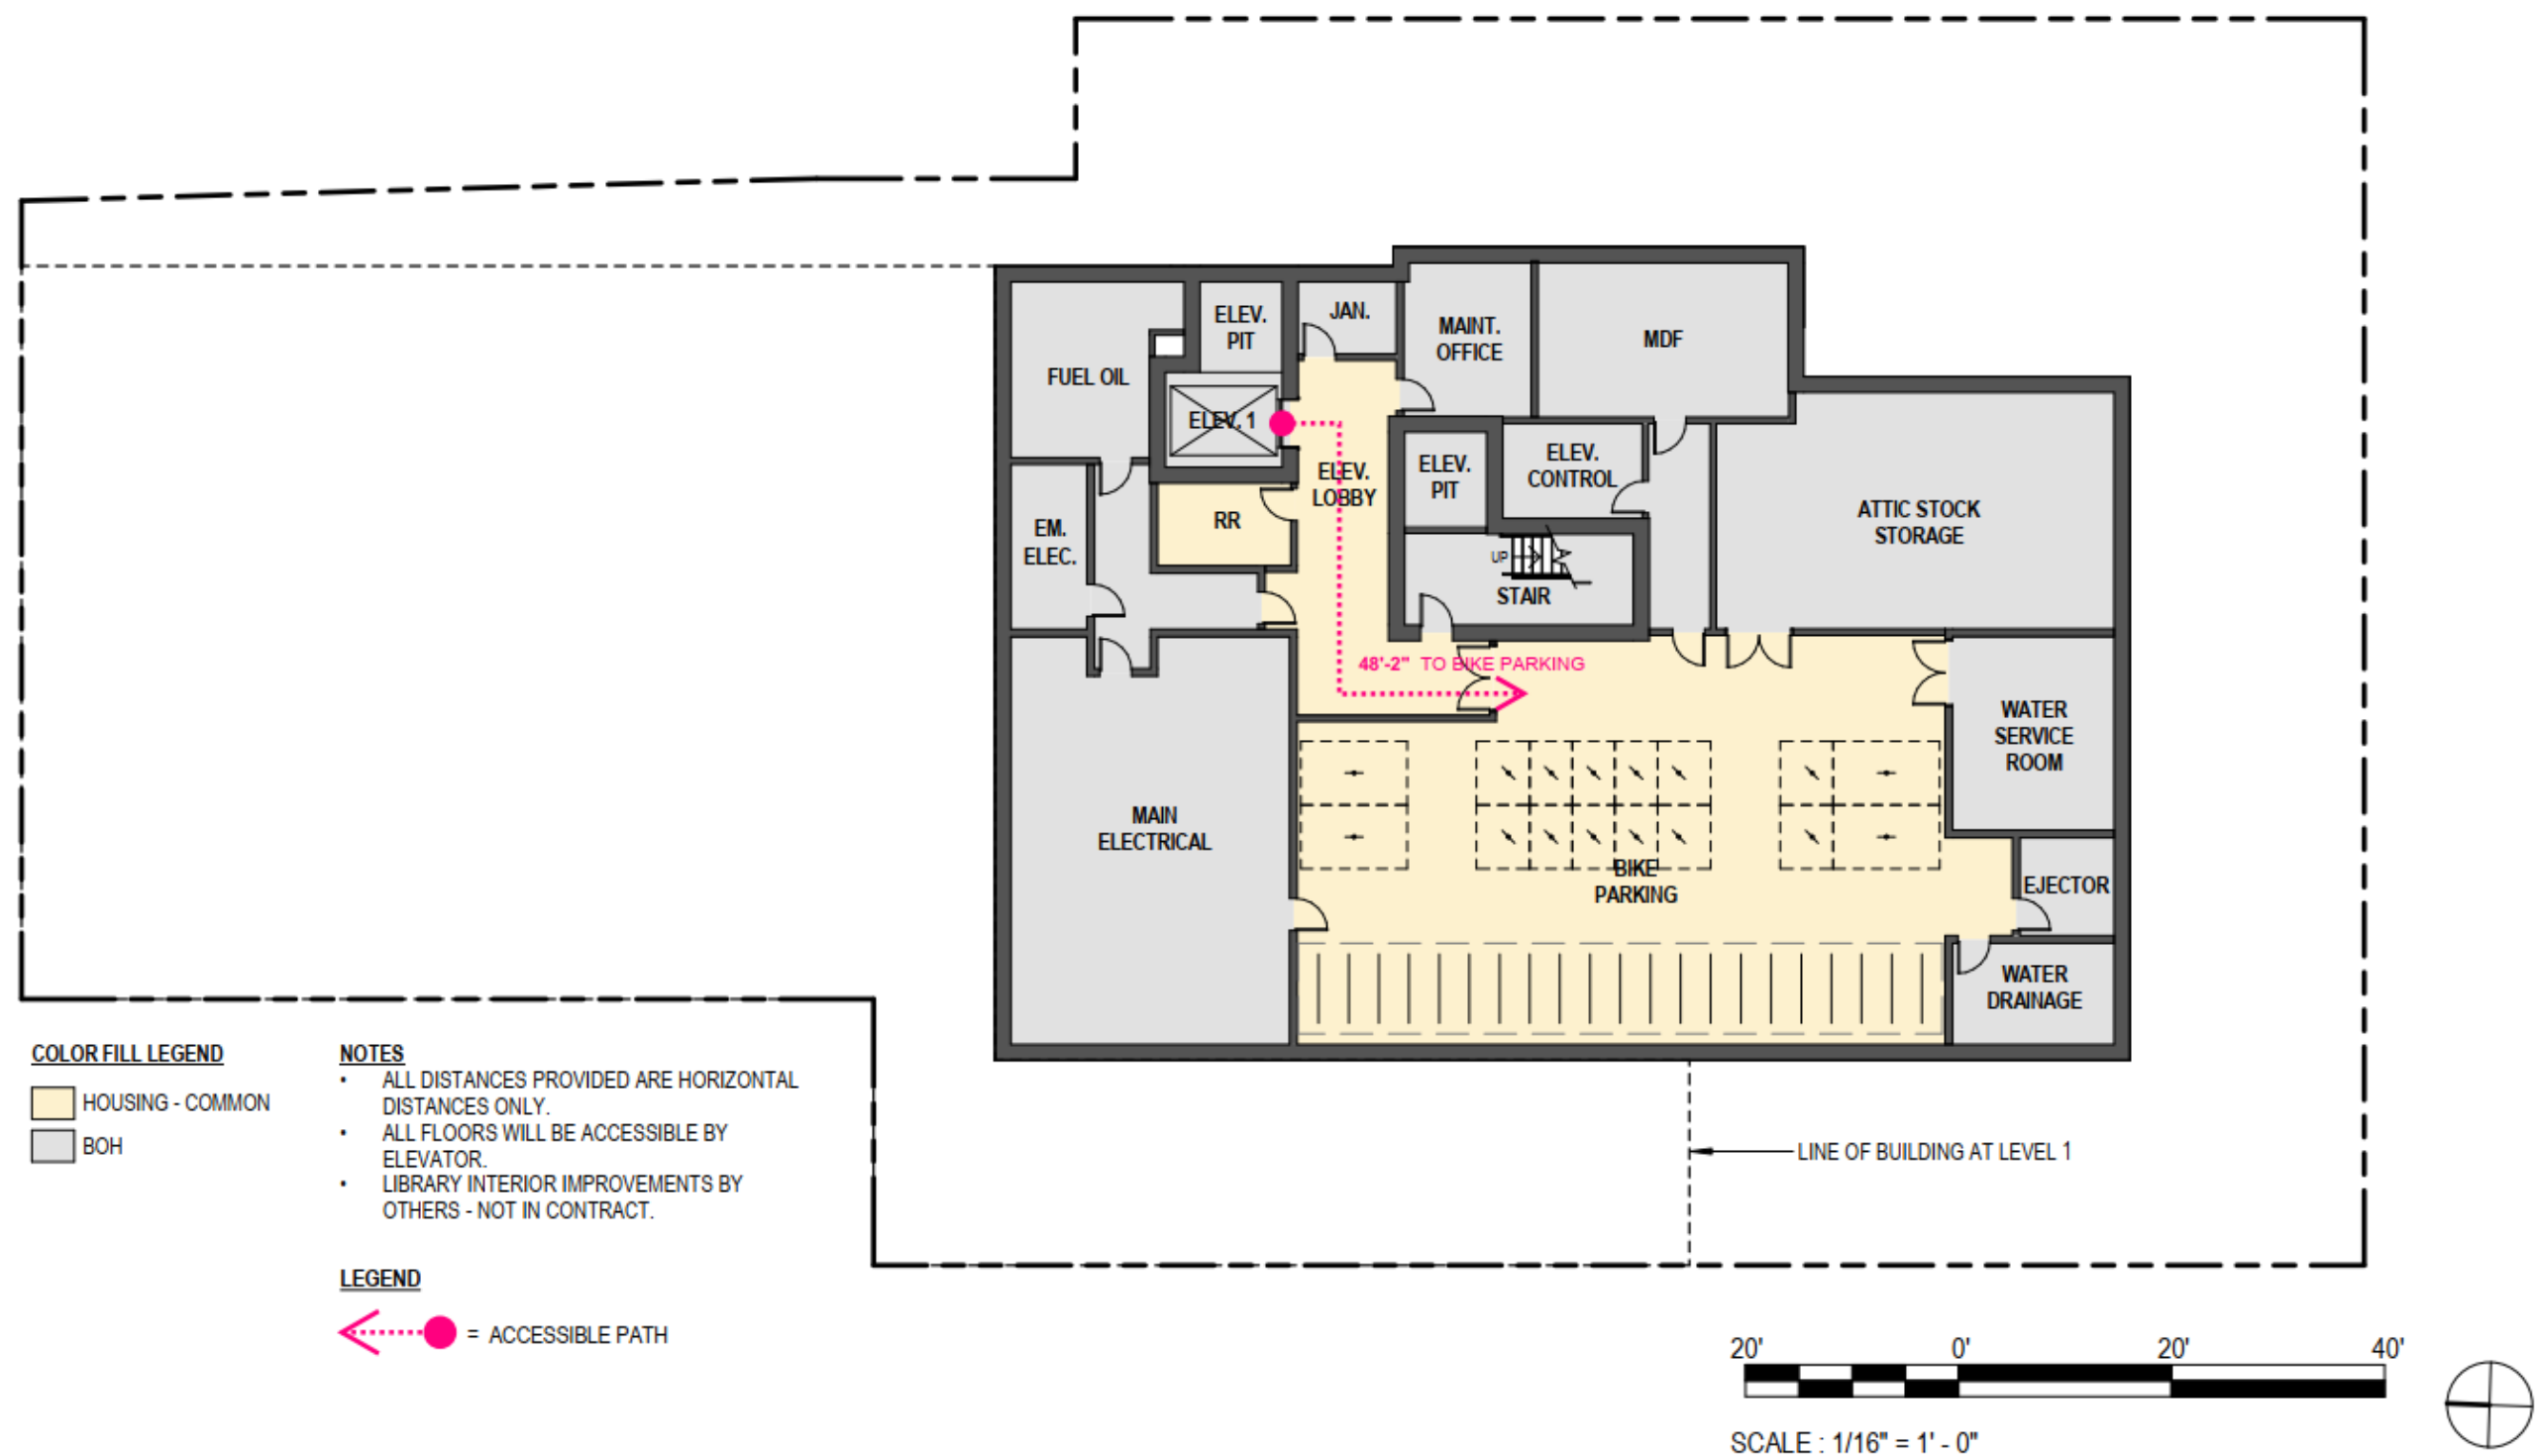 ELEV.
PIT
JAN.
MAINT.
OFFICE
MDF
FUEL OIL
ELEV. 1
ELEV.
LOBBY
ELEV.
PIT
ELEV.
CONTROL
ATTIC STOCK
STORAGE
RR
EM.
ELEC.
UP
STAIR
48'-2" TO BIKE PARKING
WATER
SERVICE
ROOM
MAIN
ELECTRICAL
BIKE
PARKING
EJECTOR
WATER
DRAINAGE
COLOR FILL LEGEND
HOUSING - COMMON
BOH
NOTES
• ALL DISTANCES PROVIDED ARE HORIZONTAL
DISTANCES ONLY.
• ALL FLOORS WILL BE ACCESSIBLE BY
ELEVATOR.
• LIBRARY INTERIOR IMPROVEMENTS BY
OTHERS - NOT IN CONTRACT.
LEGEND
= ACCESSIBLE PATH
LINE OF BUILDING AT LEVEL 1
20' 0' 20' 40'
SCALE : 1/16" = 1' - 0"